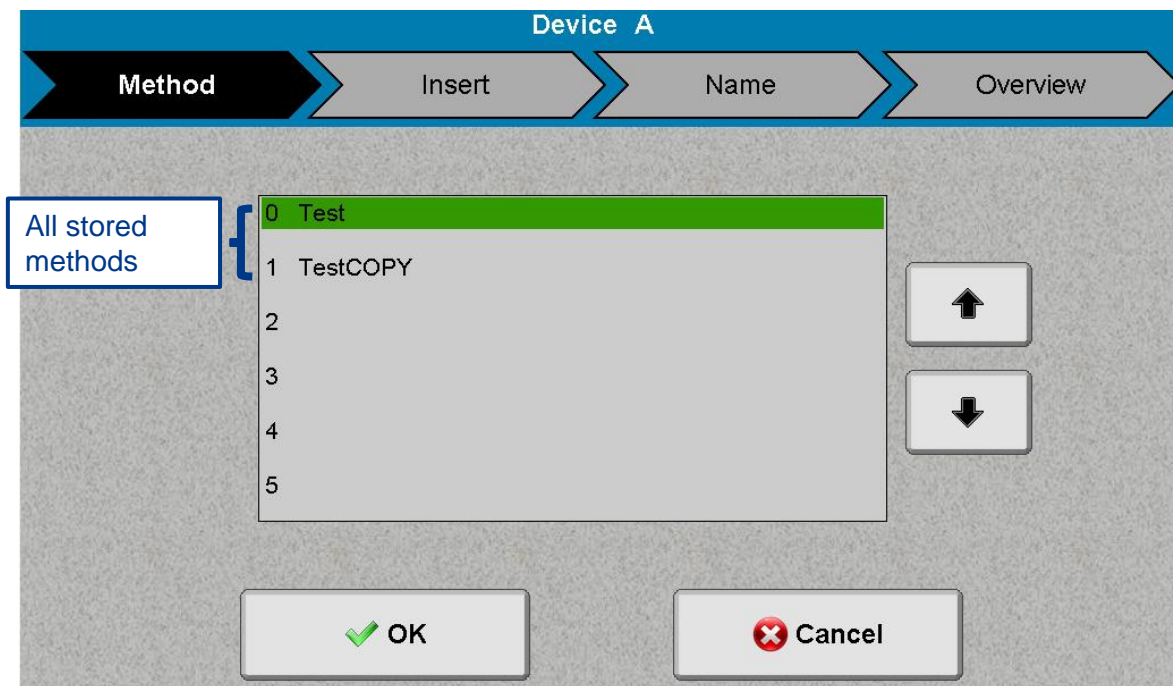 Device A
Method Insert Name Overview
All stored
methods
0 Test
1 TestCOPY
2
3
4
5
OK Cancel